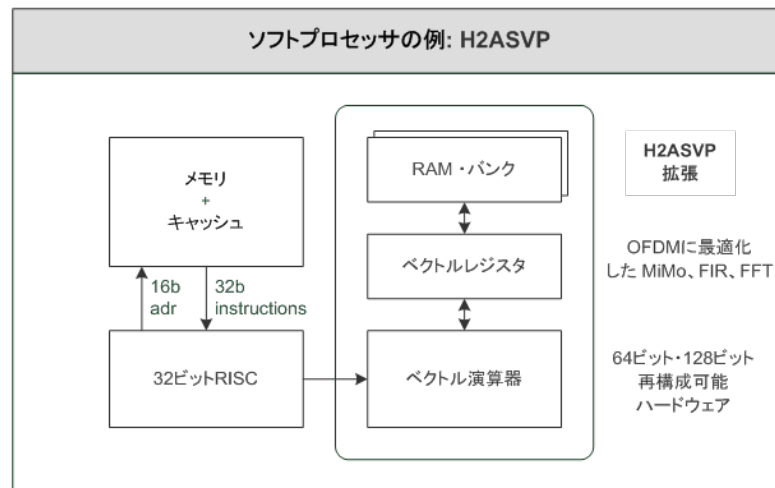 ソフトプロセッサの例: H2ASVP
メモリ
+
キャッシュ
16b
adr
32b
instructions
32ビットRISC
RAM・バンク
ベクトルレジスタ
ベクトル演算器
H2ASVP
拡張
OFDMに最適化
した MiMo、FIR、FFT
64ビット・128ビット
再構成可能
ハードウェア